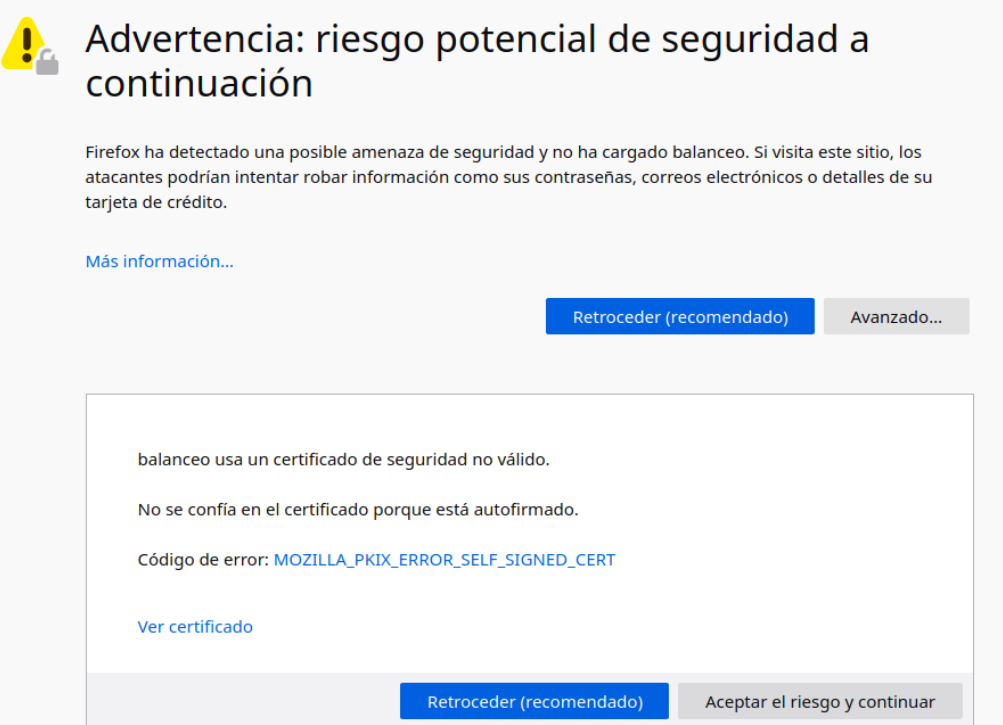 Advertencia: riesgo potencial de seguridad a
continuación
Firefox ha detectado una posible amenaza de seguridad y no ha cargado balanceo. Si visita este sitio, los
atacantes podrían intentar robar información como sus contraseñas, correos electrónicos o detalles de su
tarjeta de crédito.
Más información...
Retroceder (recomendado) Avanzado...
balanceo usa un certificado de seguridad no válido.
No se confía en el certificado porque está autofirmado.
Código de error: MOZILLA_PKIX_ERROR_SELF_SIGNED_CERT
Ver certificado
Retroceder (recomendado) Aceptar el riesgo y continuar